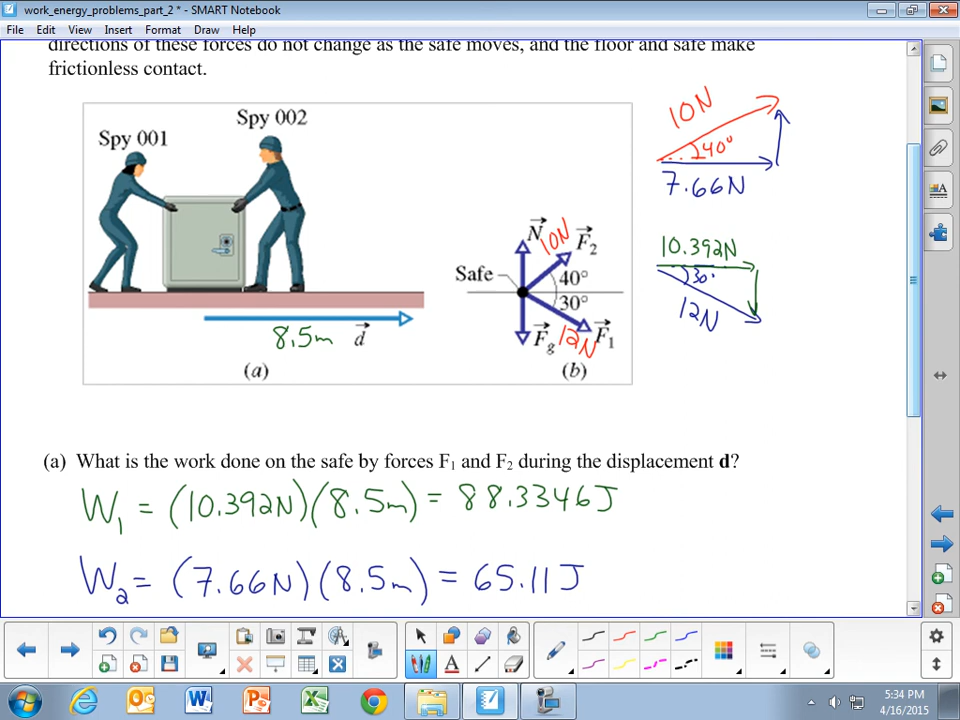 work_energy_problems_part_2 * - SMART Notebook
File Edit View Insert Format Draw Help
directions of these forces do not change as the safe moves, and the floor and safe make
frictionless contact.
Spy 001
Spy 002
8.5m d
(a)
N
10N
F2
Safe
40°
30°
Fg
12N
F1
(b)
10N
40°
7.66N
10.392N
30°
12N
(a) What is the work done on the safe by forces F1 and F2 during the displacement d?
W1 = (10.392N)(8.5m) = 88.3346J
W2 = (7.66N)(8.5m) = 65.11J
5:34 PM
4/16/2015